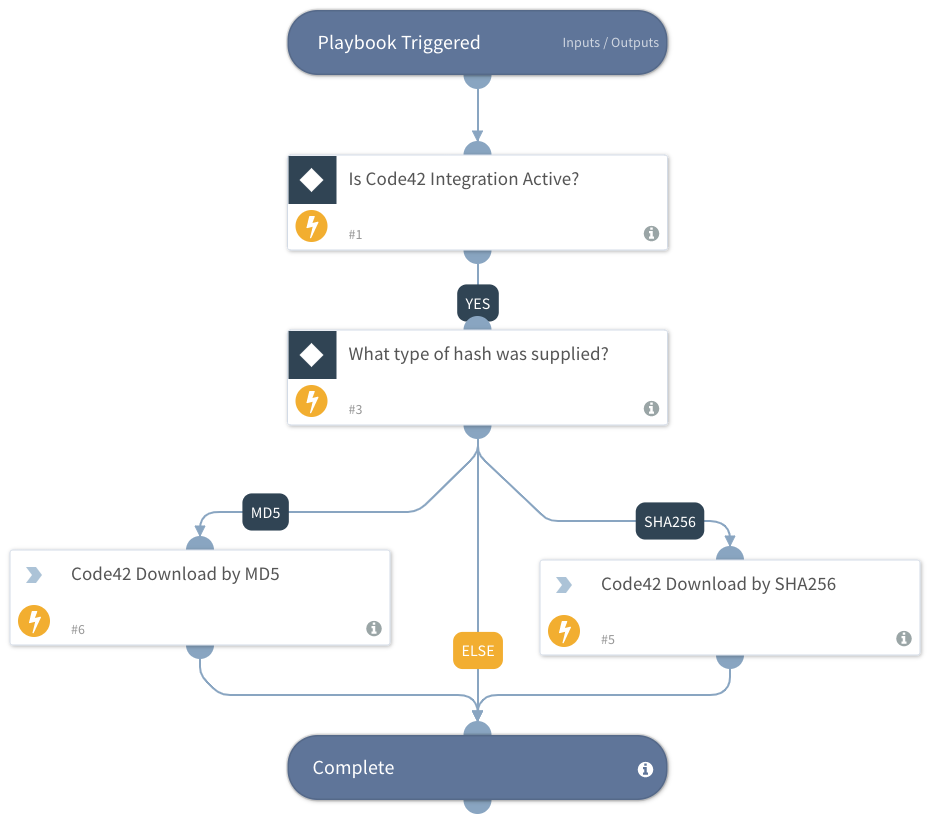 Playbook Triggered
Inputs / Outputs
Is Code42 Integration Active?
#1
YES
What type of hash was supplied?
#3
MD5
SHA256
Code42 Download by MD5
#6
Code42 Download by SHA256
#5
ELSE
Complete